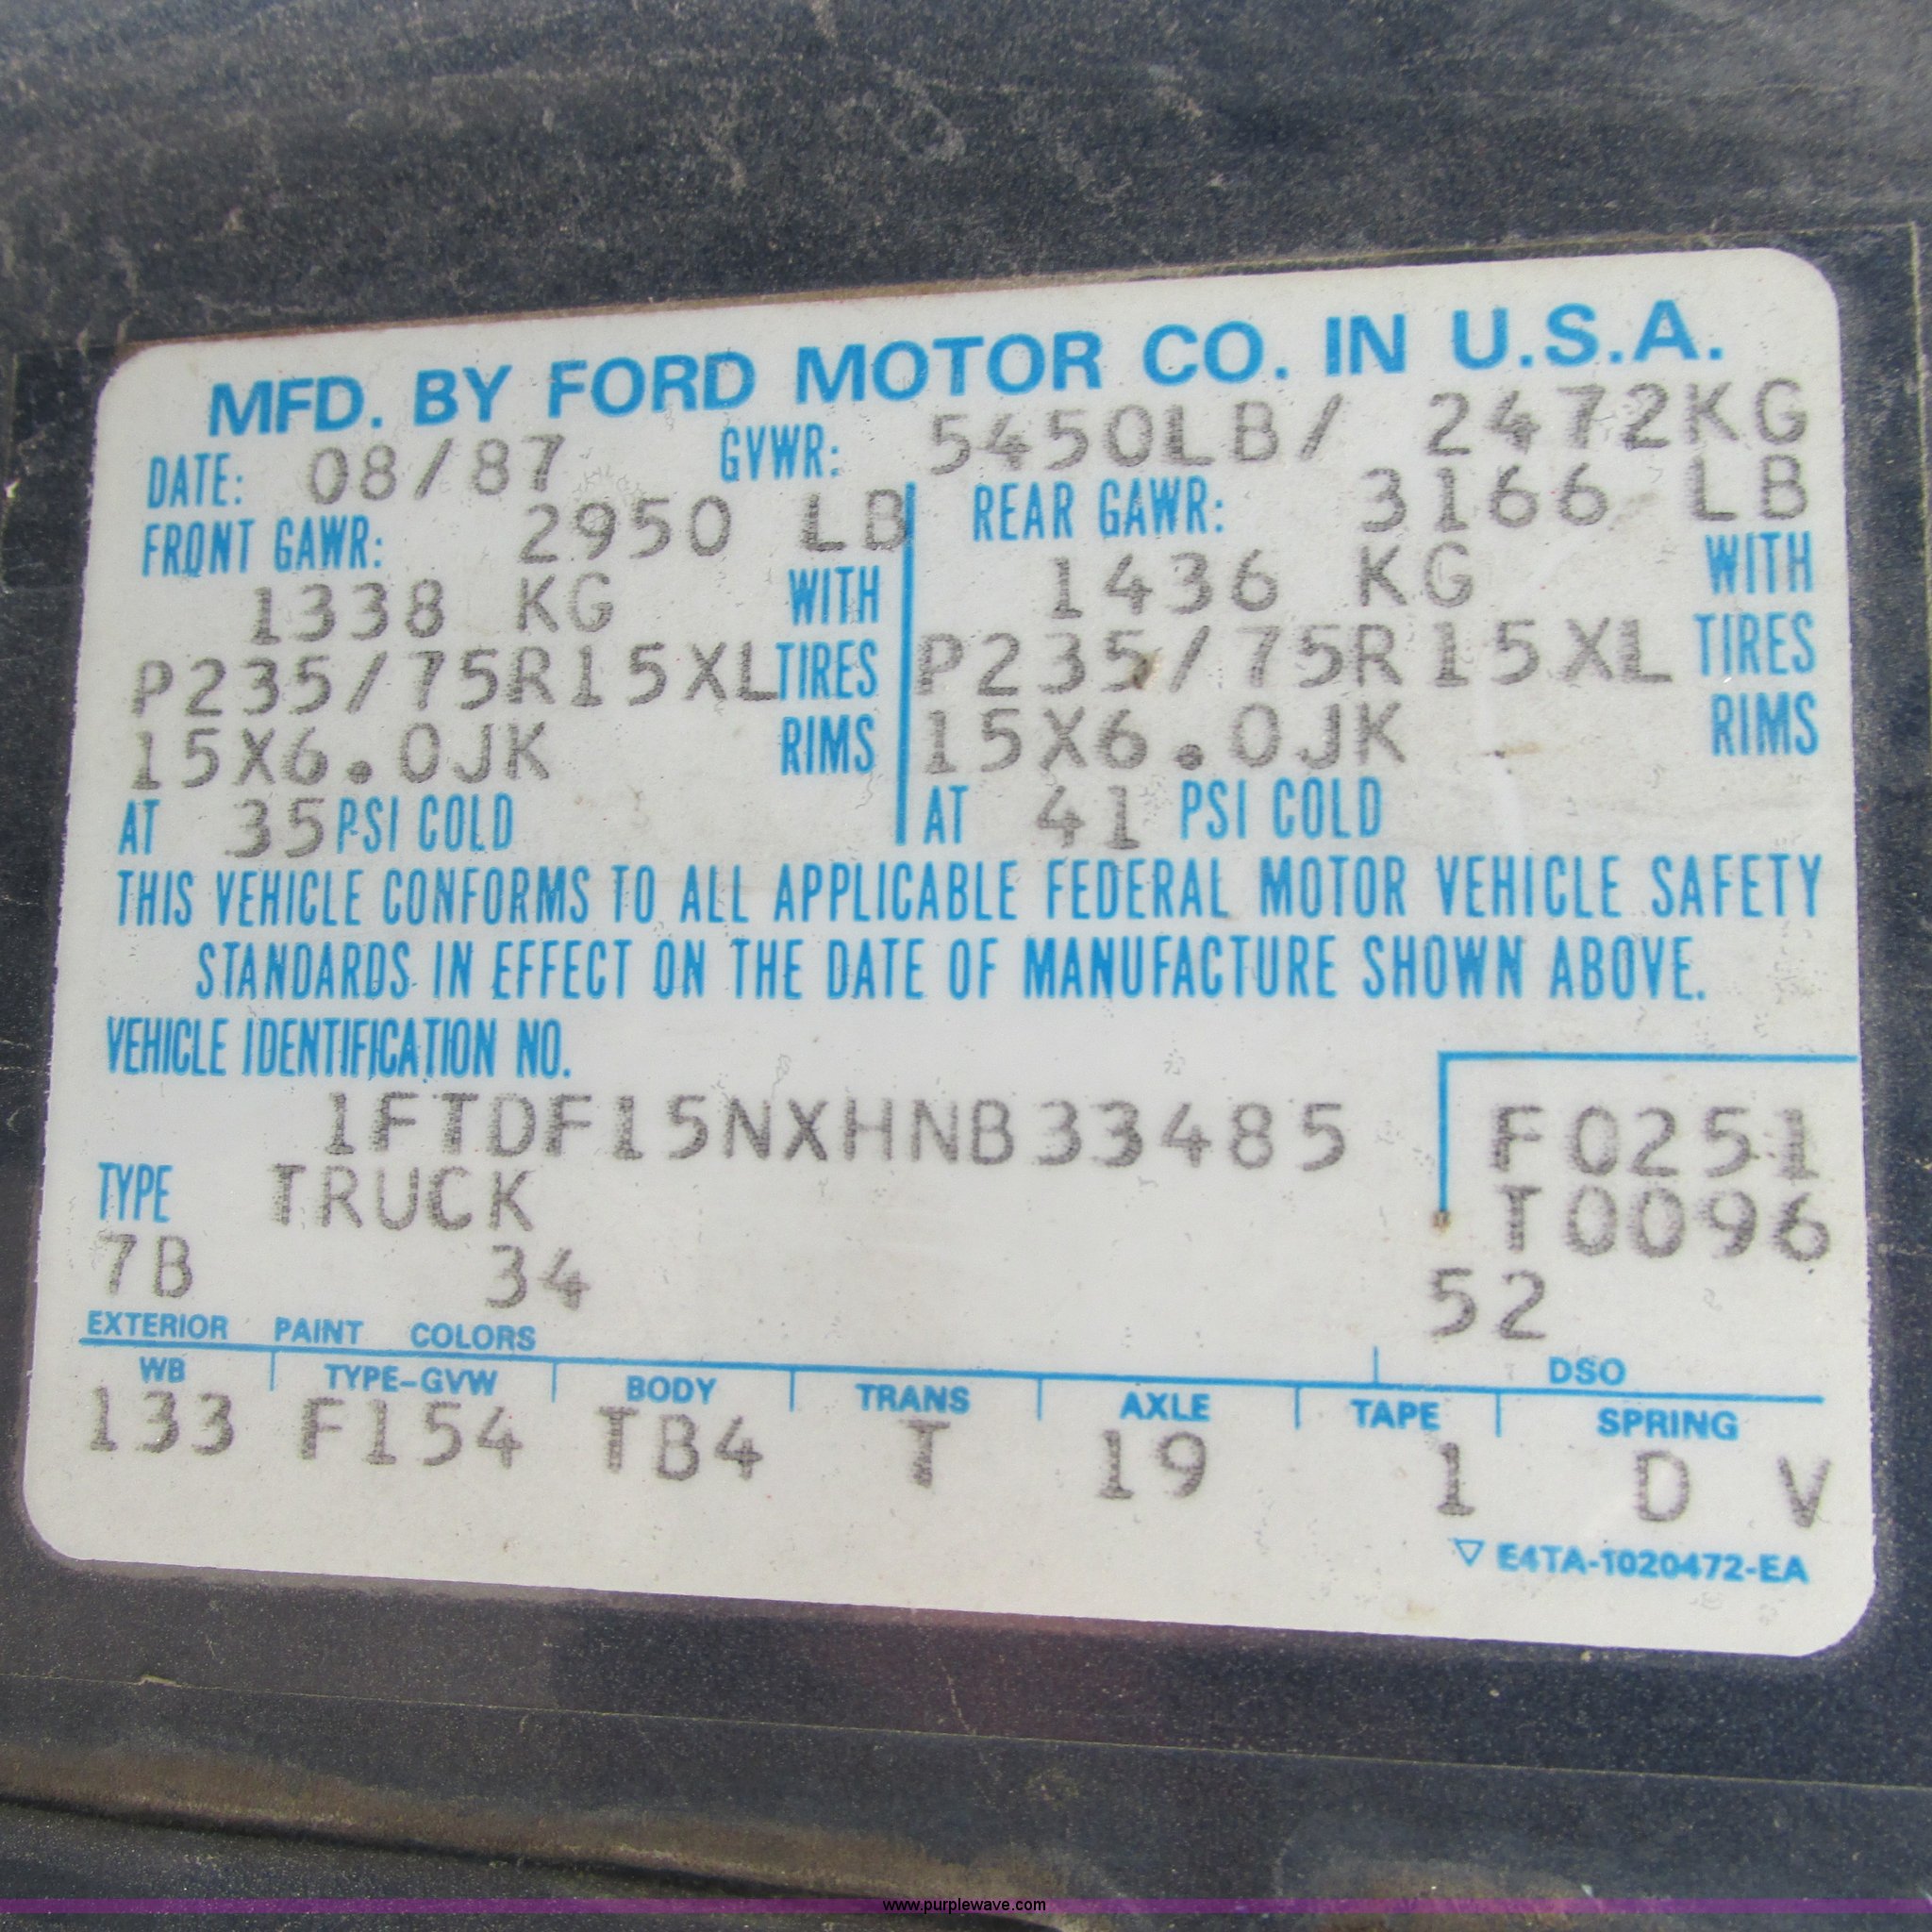 MFD. BY FORD MOTOR CO. IN U.S.A.
DATE: 08/87 GVWR: 5450LB/ 2472KG
FRONT GAWR: 2950 LB REAR GAWR: 3166 LB
1338 KG WITH 1436 KG WITH
P235/75R15XL TIRES P235/75R15XL TIRES
15X6.0JK RIMS 15X6.0JK RIMS
AT 35 PSI COLD AT 41 PSI COLD
THIS VEHICLE CONFORMS TO ALL APPLICABLE FEDERAL MOTOR VEHICLE SAFETY
STANDARDS IN EFFECT ON THE DATE OF MANUFACTURE SHOWN ABOVE.
VEHICLE IDENTIFICATION NO.
1FTDF15NXHNB33485 F0251
TYPE TRUCK T0096
7B 34 52
EXTERIOR PAINT COLORS DSO
WB TYPE-GVW BODY TRANS AXLE TAPE SPRING
133 F154 TB4 T 19 1 D V
▽ E4TA-1020472-EA
www.purplewave.com